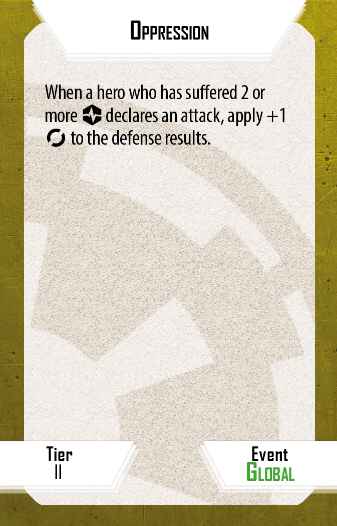 Oppression
When a hero who has suffered 2 or
more declares an attack, apply +1
to the defense results.
Tier
II
Event
Global